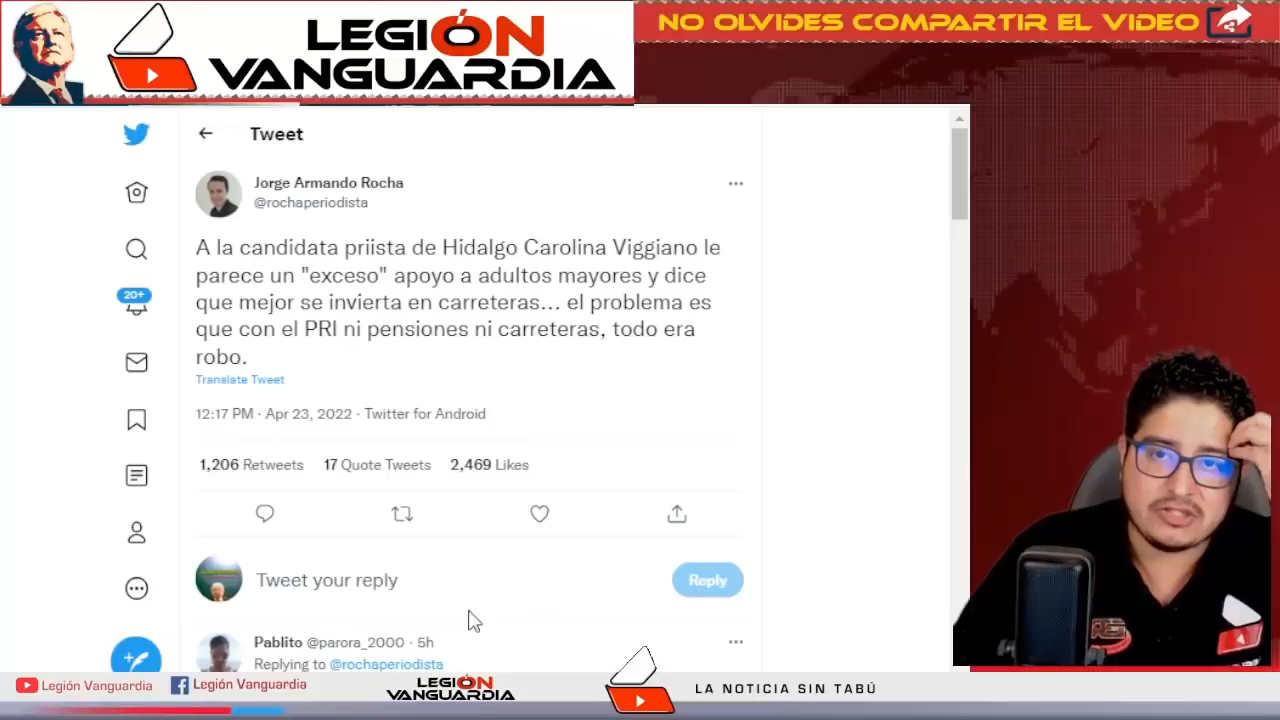 LEGIÓN
VANGUARDIA
NO OLVIDES COMPARTIR EL VIDEO
Tweet
Jorge Armando Rocha
@rochaperiodista
A la candidata priista de Hidalgo Carolina Viggiano le
parece un "exceso" apoyo a adultos mayores y dice
que mejor se invierta en carreteras... el problema es
que con el PRI ni pensiones ni carreteras, todo era
robo.
Translate Tweet
12:17 PM · Apr 23, 2022 · Twitter for Android
1,206 Retweets 17 Quote Tweets 2,469 Likes
20+
Tweet your reply
Reply
Pablito @parora_2000 · 5h
Replying to @rochaperiodista
Legión Vanguardia
Legión Vanguardia
LEGIÓN
VANGUARDIA
LA NOTICIA SIN TABÚ